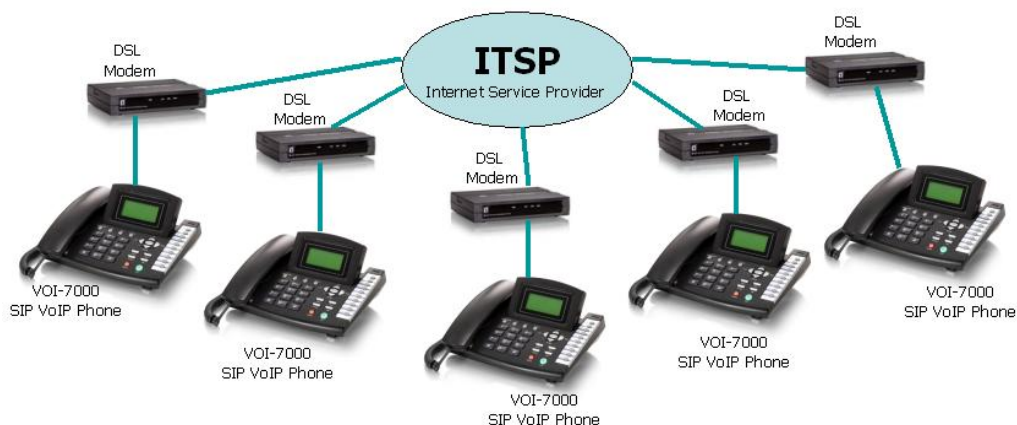 ITSP
Internet Service Provider
DSL
Modem
DSL
Modem
DSL
Modem
DSL
Modem
DSL
Modem
VOI-7000
SIP VoIP Phone
VOI-7000
SIP VoIP Phone
VOI-7000
SIP VoIP Phone
VOI-7000
SIP VoIP Phone
VOI-7000
SIP VoIP Phone